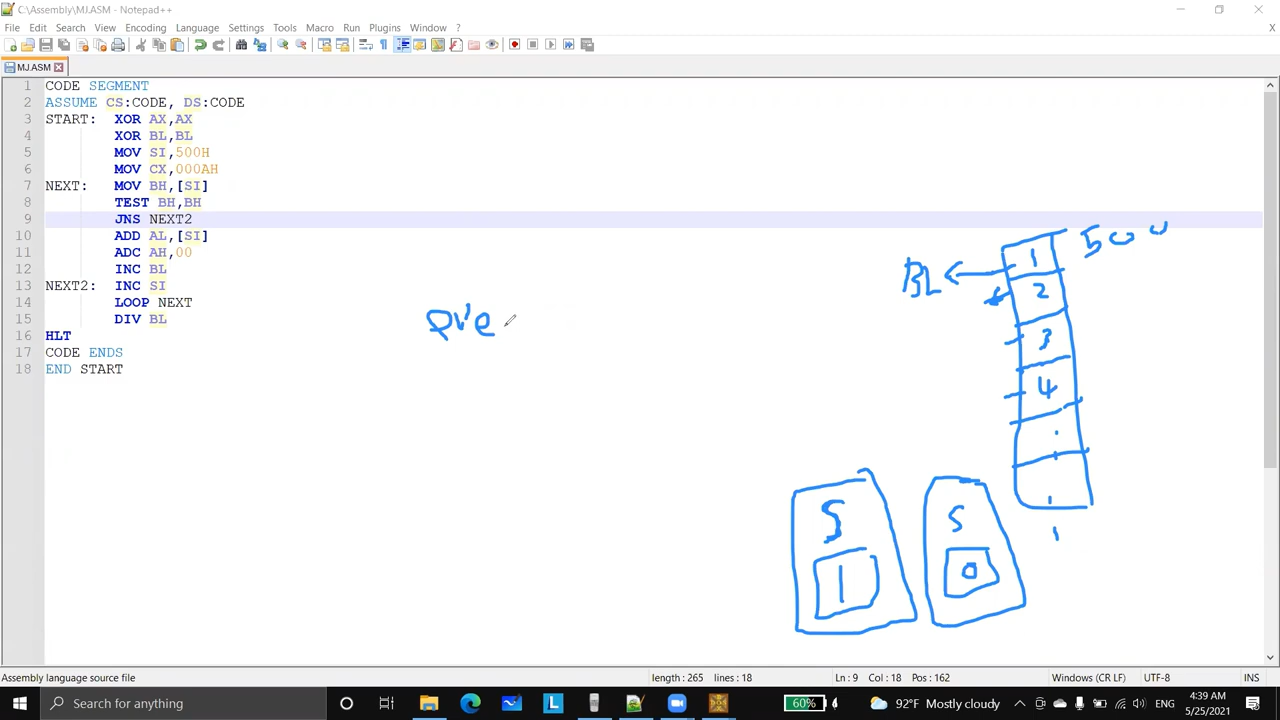 C:\Assembly\MJ.ASM - Notepad++
File Edit Search View Encoding Language Settings Tools Macro Run Plugins Window ?
X
MJ.ASM
1 CODE SEGMENT
2 ASSUME CS:CODE, DS:CODE
3 START: XOR AX,AX
4 XOR BL,BL
5 MOV SI,500H
6 MOV CX,000AH
7 NEXT: MOV BH,[SI]
8 TEST BH,BH
9 JNS NEXT2
10 ADD AL,[SI]
11 ADC AH,00
12 INC BL
13 NEXT2: INC SI
14 LOOP NEXT
15 DIV BL
16 HLT
17 CODE ENDS
18 END START
500
1
BL
2
3
4
+ve
S
S
1
0
Assembly language source file length: 265 lines: 18 Ln: 9 Col: 18 Pos: 162 Windows (CR LF) UTF-8 INS
Search for anything
L
60%
92°F Mostly cloudy
ENG
4:39 AM
5/25/2021